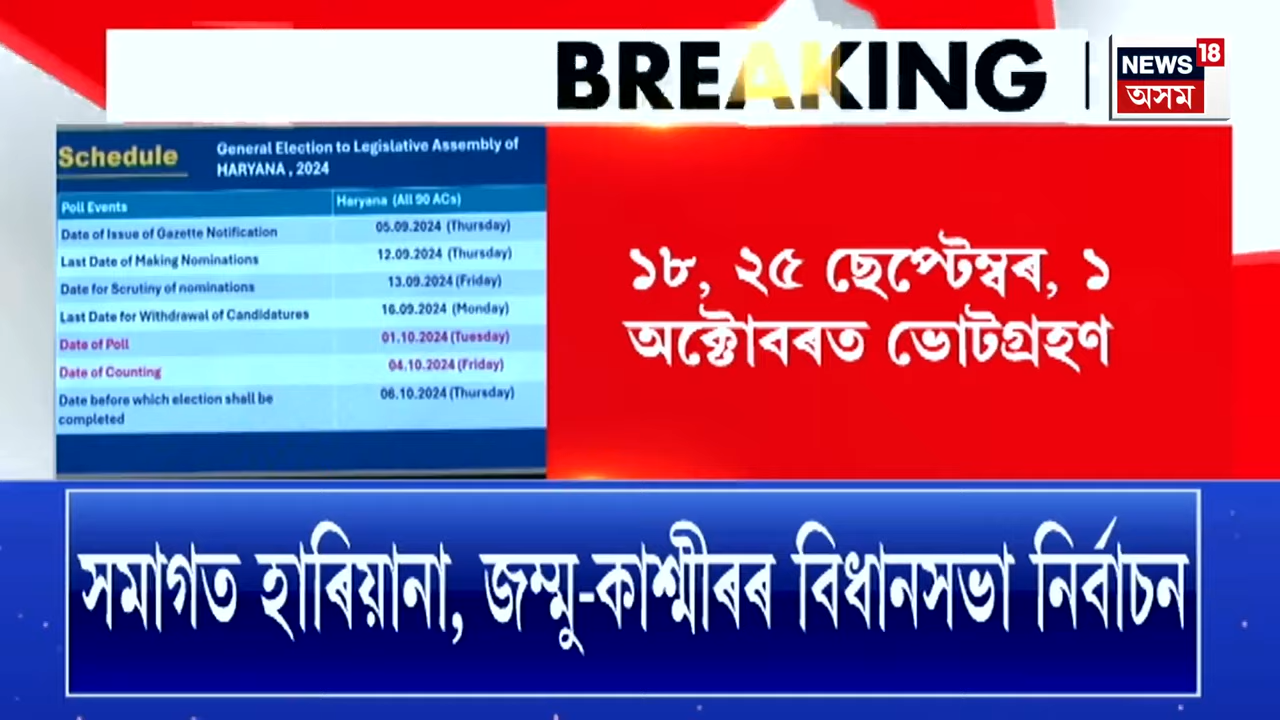 BREAKING
NEWS 18
অসম
Schedule
General Election to Legislative Assembly of
HARYANA , 2024
Poll Events Haryana (All 90 ACs)
Date of Issue of Gazette Notification 05.09.2024 (Thursday)
Last Date of Making Nominations 12.09.2024 (Thursday)
Date for Scrutiny of nominations 13.09.2024 (Friday)
Last Date for Withdrawal of Candidatures 16.09.2024 (Monday)
Date of Poll 01.10.2024 (Tuesday)
Date of Counting 04.10.2024 (Friday)
Date before which election shall be 06.10.2024 (Thursday)
completed
১৮, ২৫ ছেপ্টেম্বৰ, ১
অক্টোবৰত ভোটগ্ৰহণ
সমাগত হাৰিয়ানা, জম্মু-কাশ্মীৰৰ বিধানসভা নিৰ্বাচন